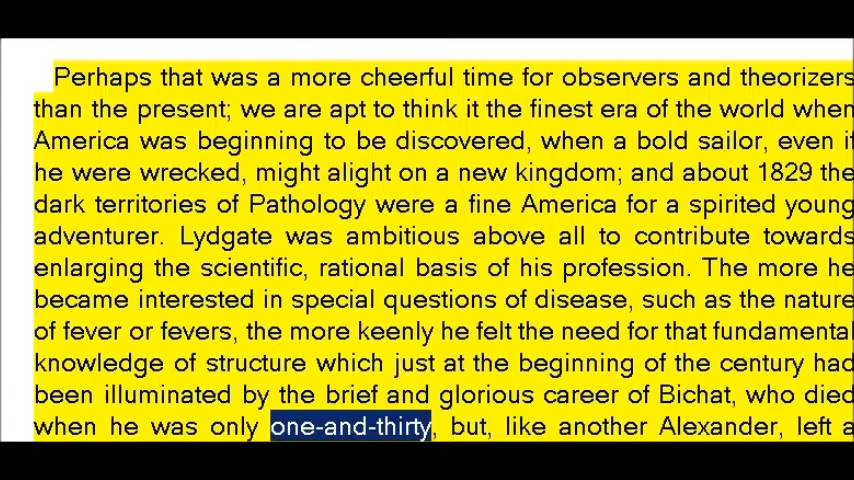 Perhaps that was a more cheerful time for observers and theorizers
than the present; we are apt to think it the finest era of the world when
America was beginning to be discovered, when a bold sailor, even if
he were wrecked, might alight on a new kingdom; and about 1829 the
dark territories of Pathology were a fine America for a spirited young
adventurer. Lydgate was ambitious above all to contribute towards
enlarging the scientific, rational basis of his profession. The more he
became interested in special questions of disease, such as the nature
of fever or fevers, the more keenly he felt the need for that fundamental
knowledge of structure which just at the beginning of the century had
been illuminated by the brief and glorious career of Bichat, who died
when he was only one-and-thirty, but, like another Alexander, left a